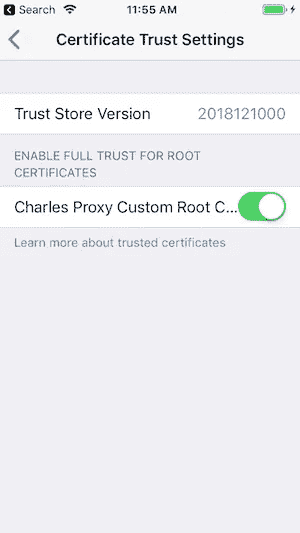 Search 11:55 AM
Certificate Trust Settings
Trust Store Version 2018121000
ENABLE FULL TRUST FOR ROOT
CERTIFICATES
Charles Proxy Custom Root C...
Learn more about trusted certificates